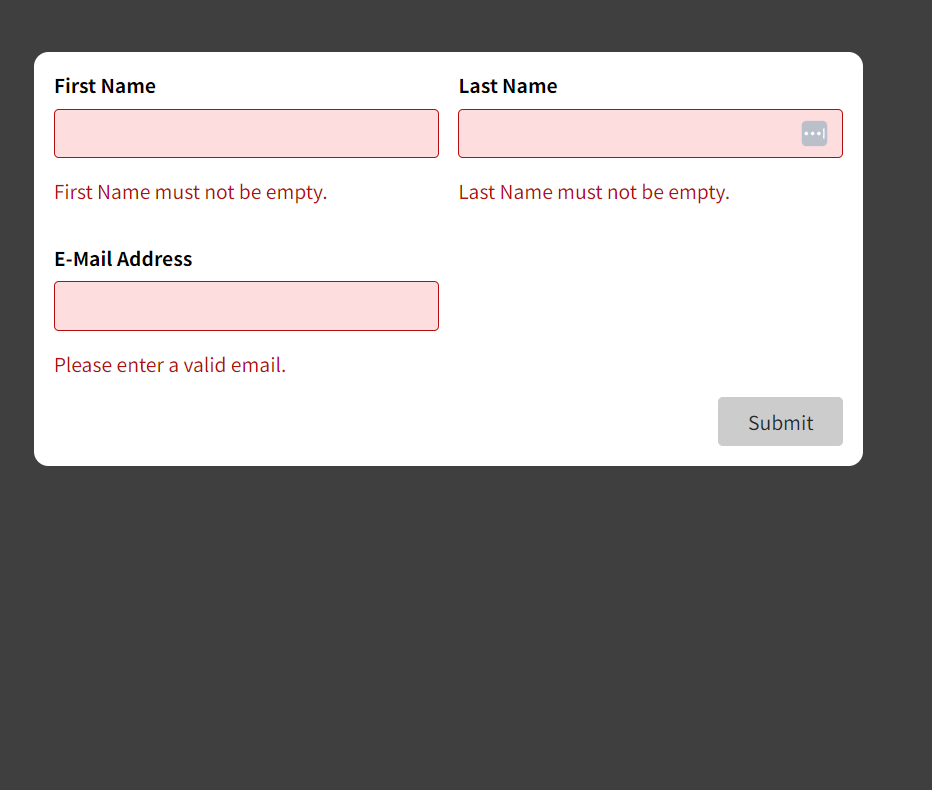 First Name
Last Name
First Name must not be empty.
Last Name must not be empty.
E-Mail Address
Please enter a valid email.
Submit